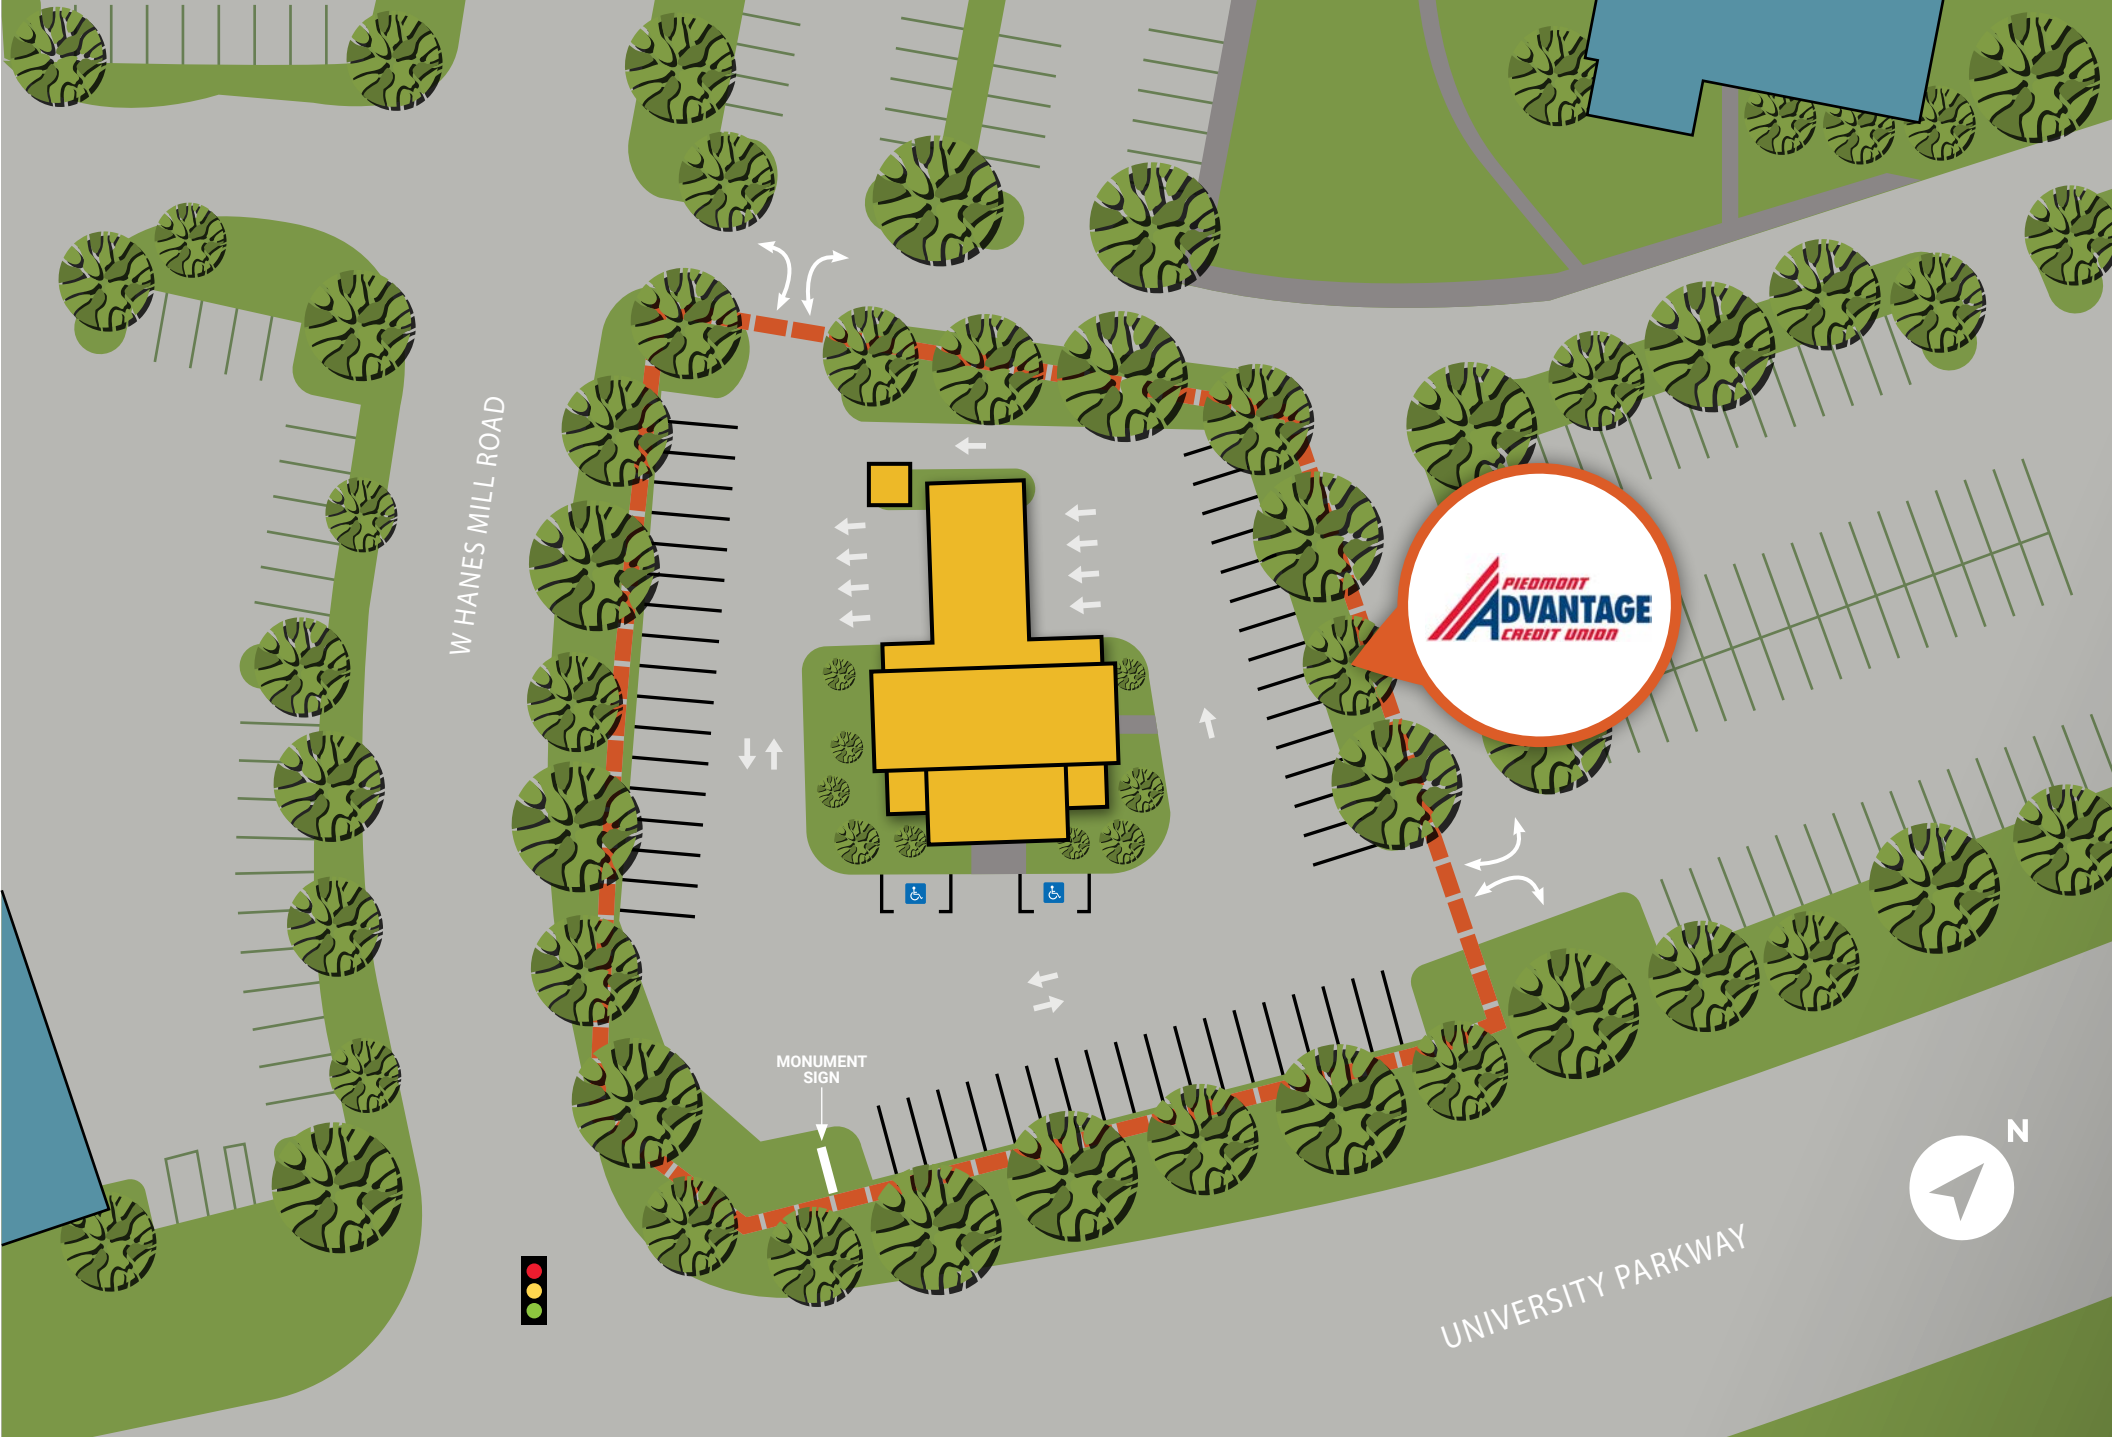 W HANES MILL ROAD
PIEDMONT
ADVANTAGE
CREDIT UNION
MONUMENT
SIGN
N
UNIVERSITY PARKWAY